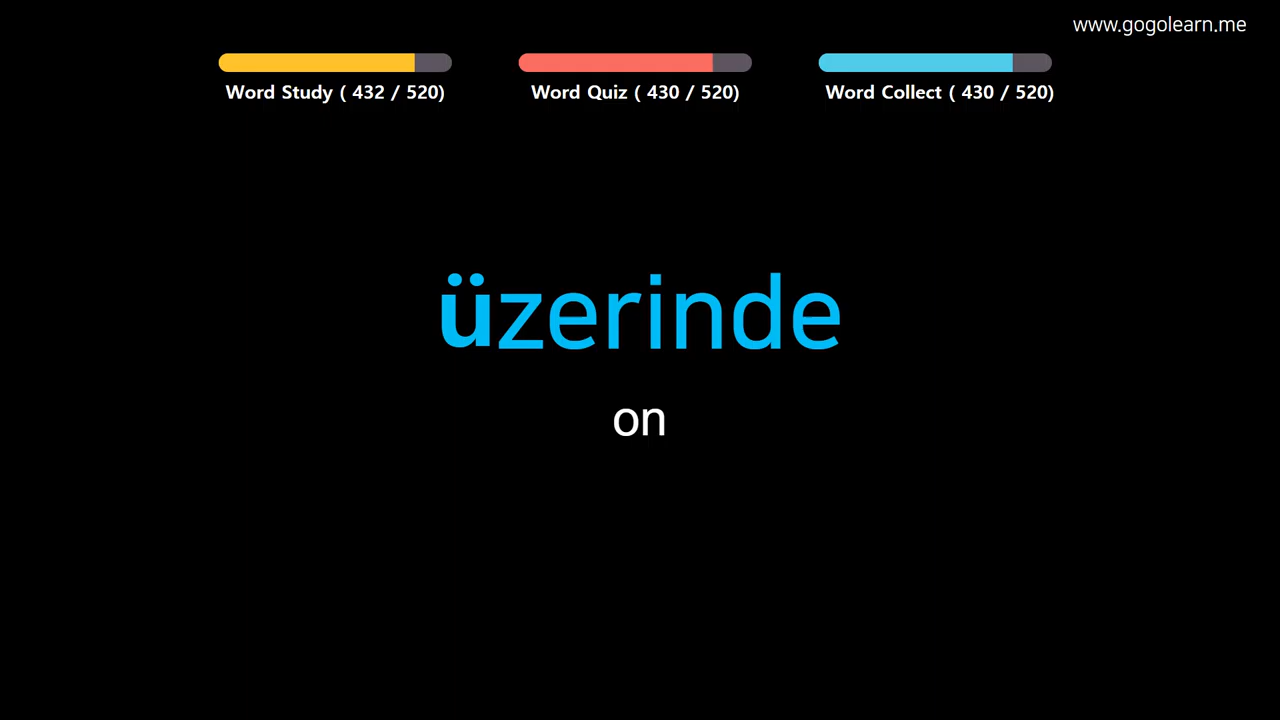 www.gogolearn.me
Word Study ( 432 / 520)
Word Quiz ( 430 / 520)
Word Collect ( 430 / 520)
üzerinde
on